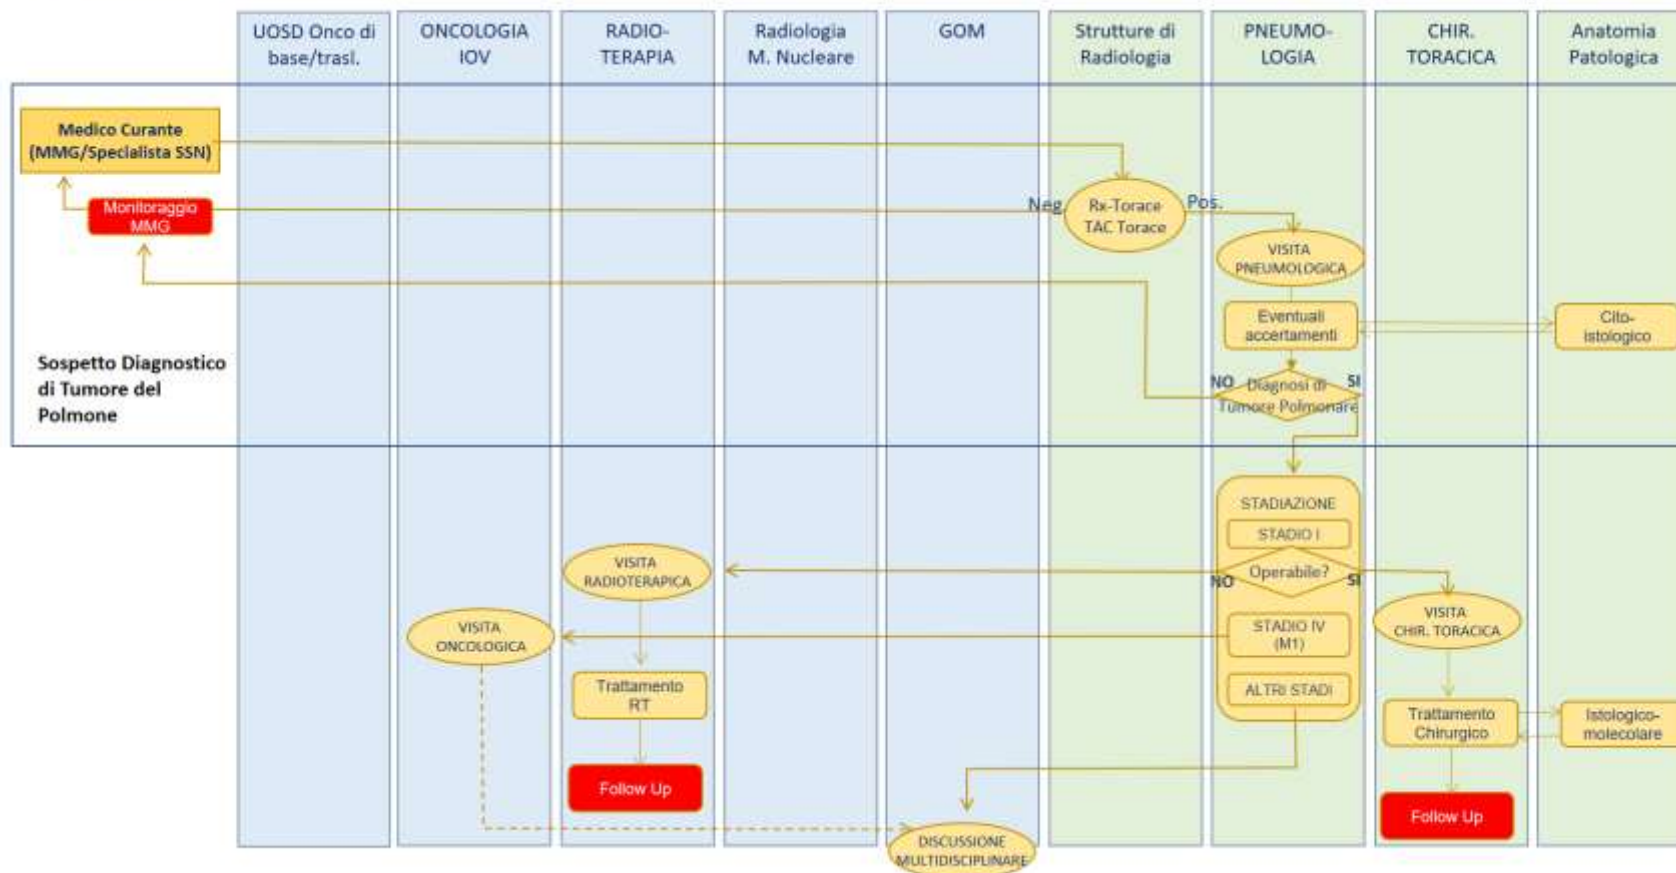 UOSD Onco di
base/trasl.
ONCOLOGIA
IOV
RADIO-
TERAPIA
Radiologia
M. Nucleare
GOM
Strutture di
Radiologia
PNEUMO-
LOGIA
CHIR.
TORACICA
Anatomia
Patologica
Medico Curante
(MMG/Specialista SSN)
Monitoraggio
MMG
Neg.
Rx-Torace
TAC Torace
Pos.
VISITA
PNEUMOLOGICA
Eventuali
accertamenti
Cito-
istologico
Sospetto Diagnostico
di Tumore del
Polmone
NO
Diagnosi di
Tumore Polmonare
SI
STADIAZIONE
STADIO I
Operabile?
NO
SI
VISITA
RADIOTERAPICA
VISITA
ONCOLOGICA
STADIO IV
(M1)
VISITA
CHIR. TORACICA
Trattamento
RT
ALTRI STADI
Trattamento
Chirurgico
Istologico-
molecolare
Follow Up
Follow Up
DISCUSSIONE
MULTIDISCIPLINARE